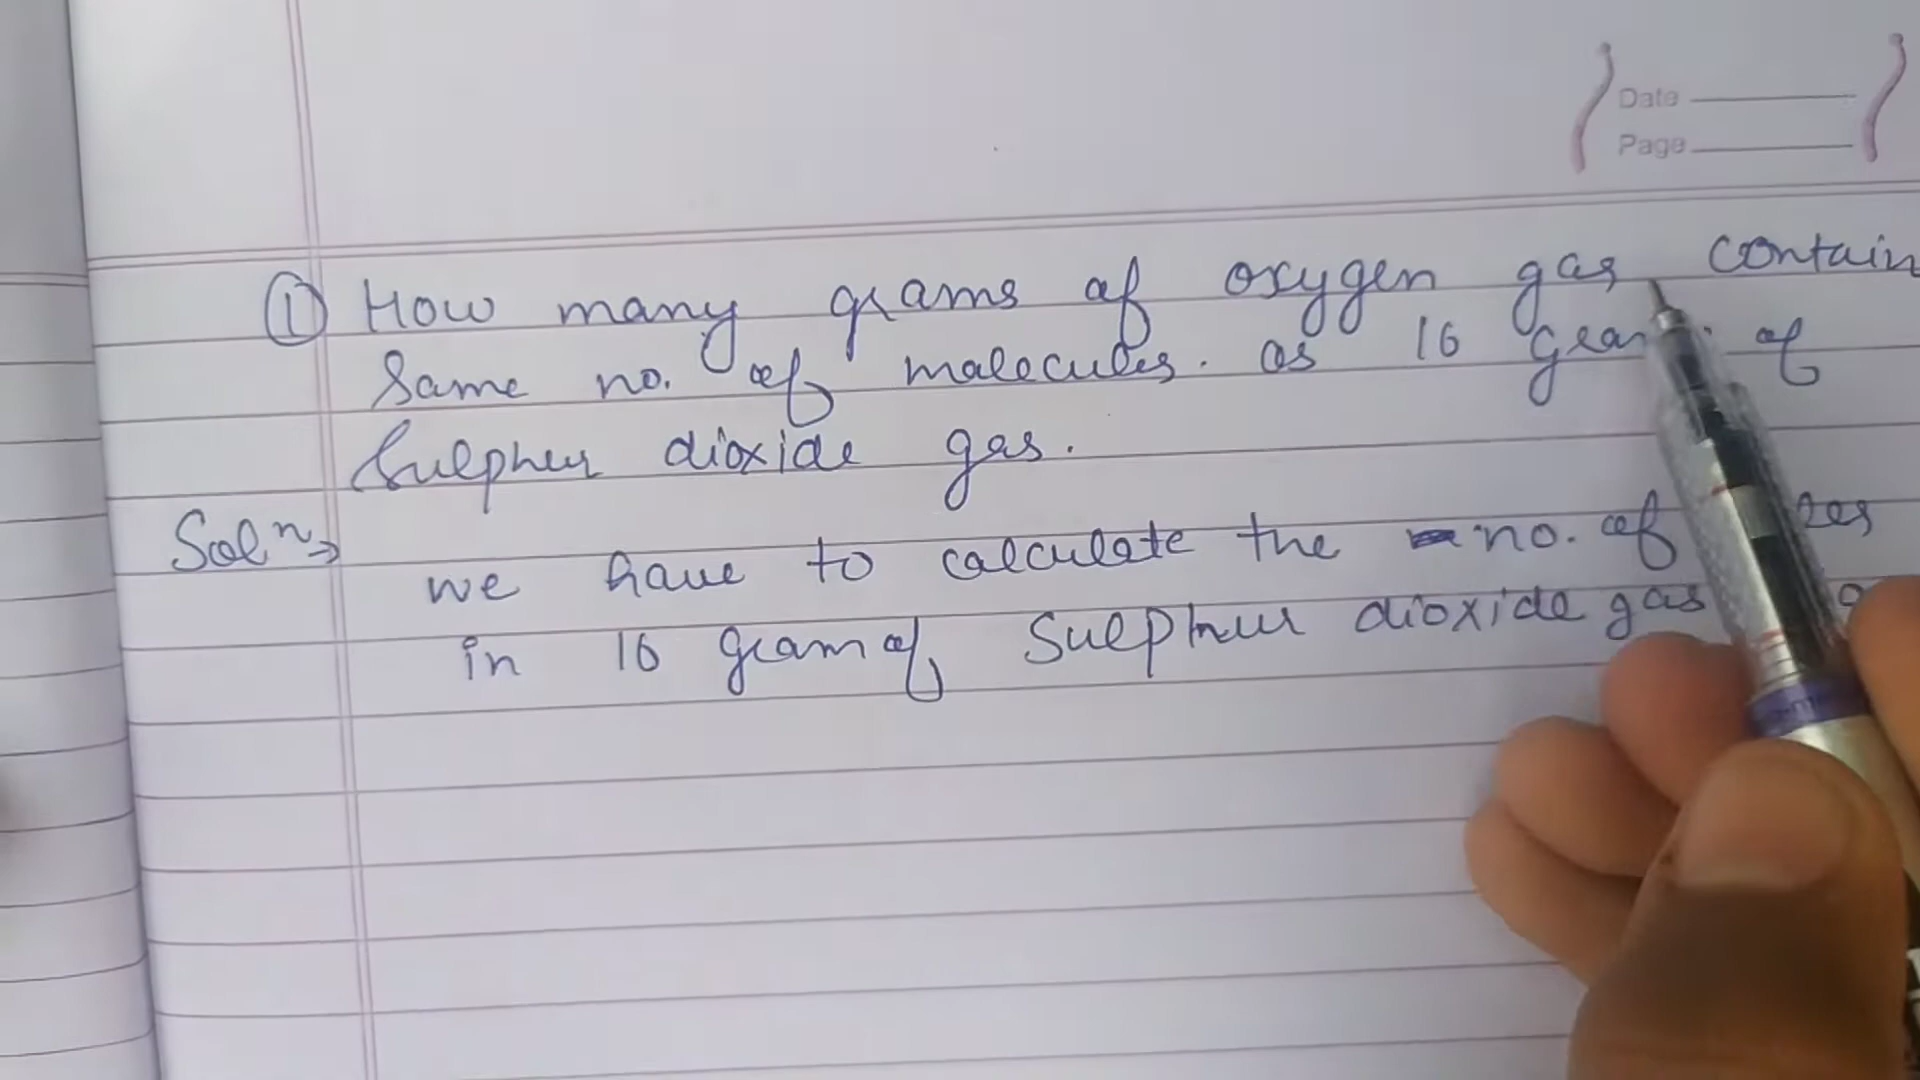 Date
Page
① How many grams of oxygen gas contain
Same no. of molecules. as 16 of
Sulphur dioxide gas.
Solⁿ⇒
we have to calculate the no. of
in 16 gram of Sulphur dioxide gas